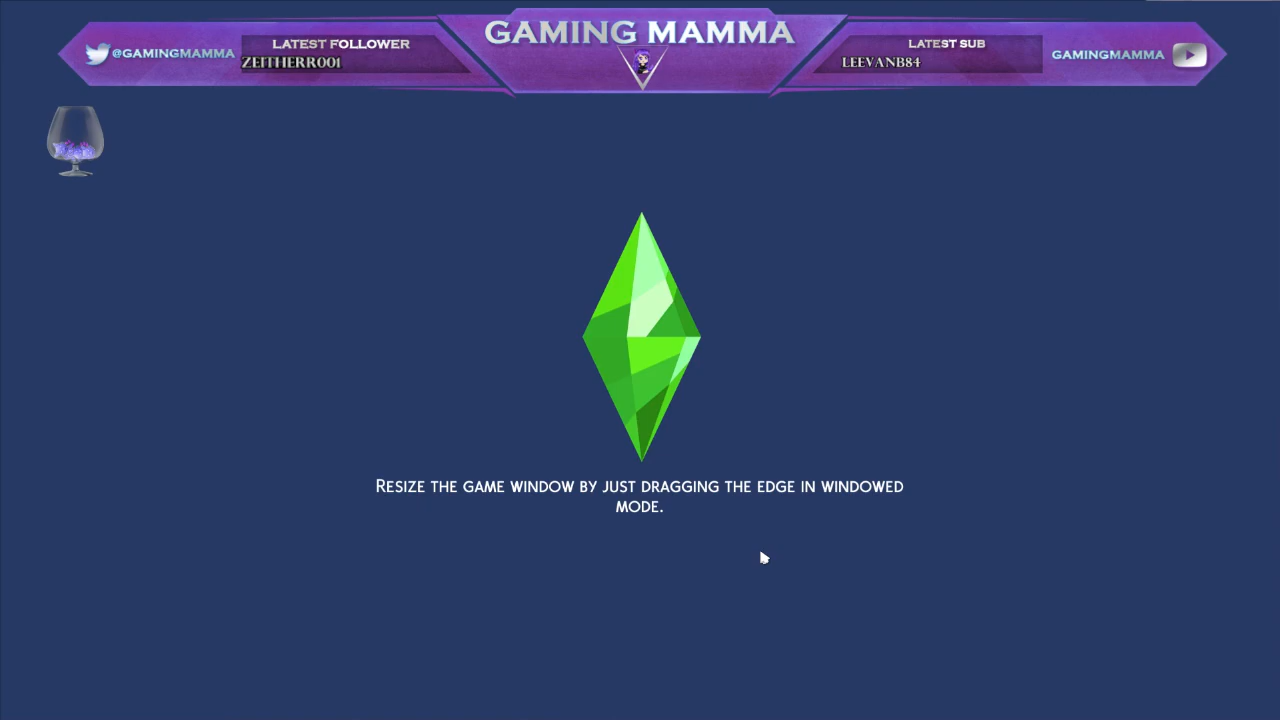 GAMING MAMMA
@GAMINGMAMMA
LATEST FOLLOWER
ZEITHERR001
LATEST SUB
LEEVANB84
GAMINGMAMMA
RESIZE THE GAME WINDOW BY JUST DRAGGING THE EDGE IN WINDOWED
MODE.